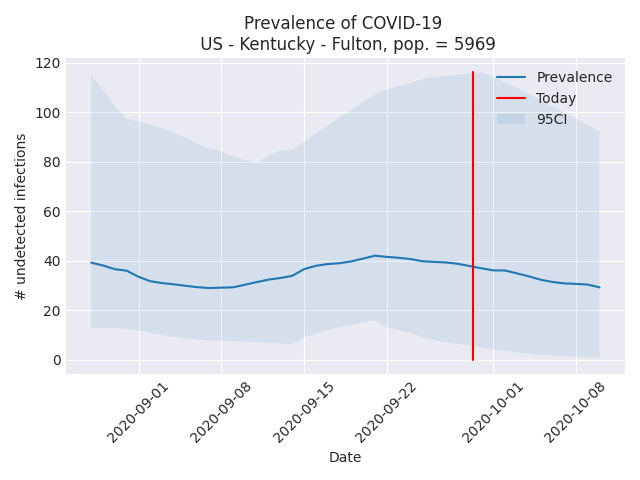 Prevalence of COVID-19
US - Kentucky - Fulton, pop. = 5969
# undetected infections
120
100
80
60
40
20
0
Prevalence
Today
95CI
2020-09-01
2020-09-08
2020-09-15
2020-09-22
2020-10-01
2020-10-08
Date